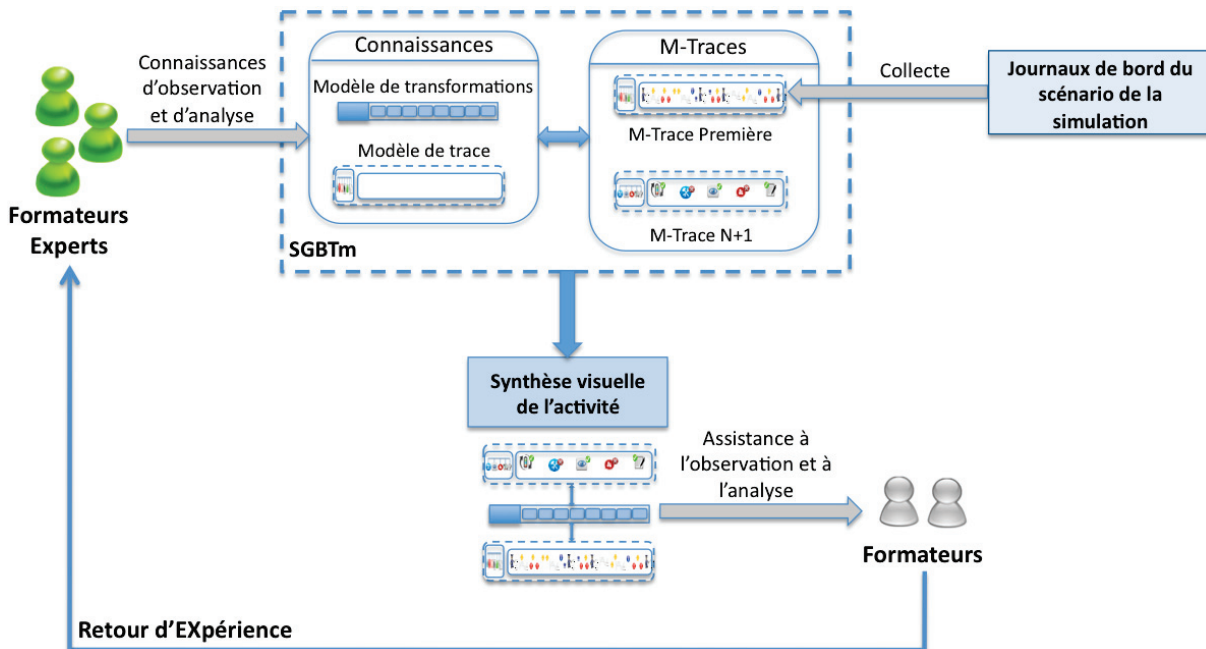 Connaissances
d’observation
et d’analyse
Formateurs
Experts
Connaissances
Modèle de transformations
Modèle de trace
SGBTm
M-Traces
M-Trace Première
M-Trace N+1
Collecte
Journaux de bord du
scénario de la
simulation
Synthèse visuelle
de l’activité
Assistance à
l’observation et à
l’analyse
Formateurs
Retour d’EXpérience